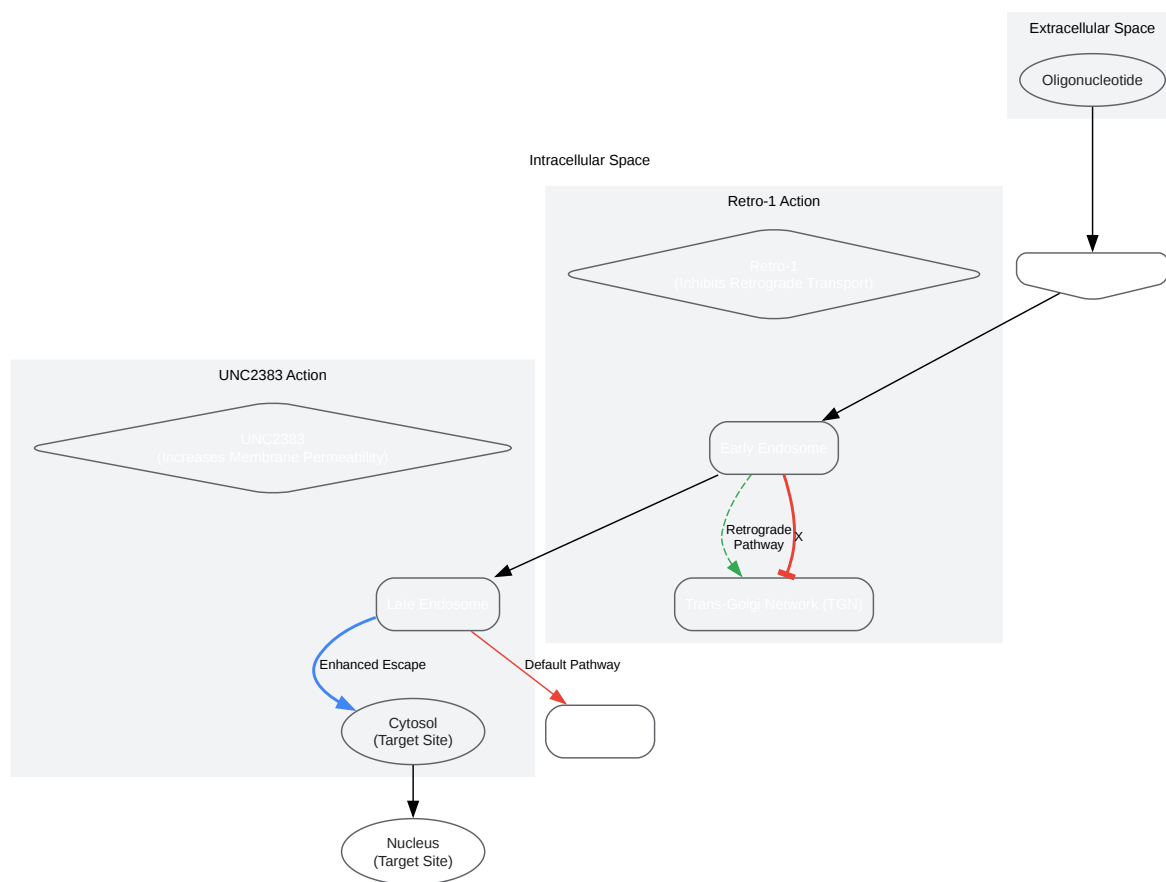 Extracellular Space
Oligonucleotide
Intracellular Space
Retro-1 Action
Retro-1
(Inhibits Retrograde Transport)
UNC2383 Action
UNC2383
(Increases Membrane Permeability)
Early Endosome
Retrograde
Pathway
X
Late Endosome
Trans-Golgi Network (TGN)
Enhanced Escape
Default Pathway
Cytosol
(Target Site)
Nucleus
(Target Site)